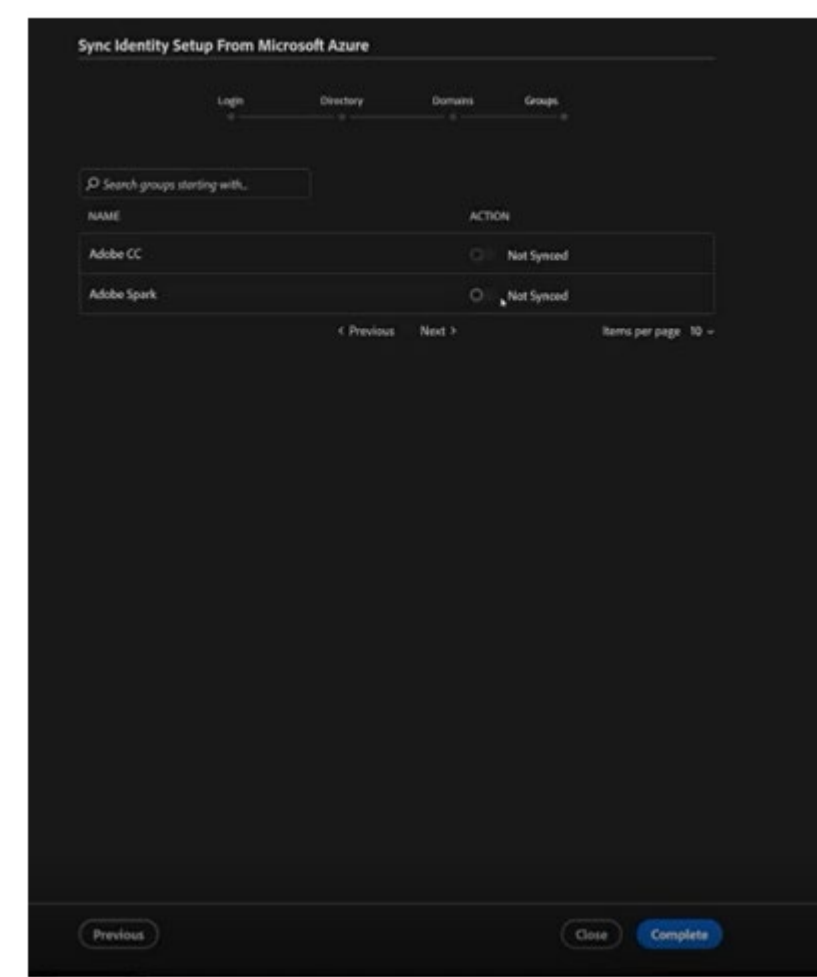 Sync Identity Setup From Microsoft Azure
Login Directory Domains Groups
Search groups starting with..
NAME ACTION
Adobe CC Not Synced
Adobe Spark Not Synced
< Previous Next > Items per page 10
Previous Close Complete